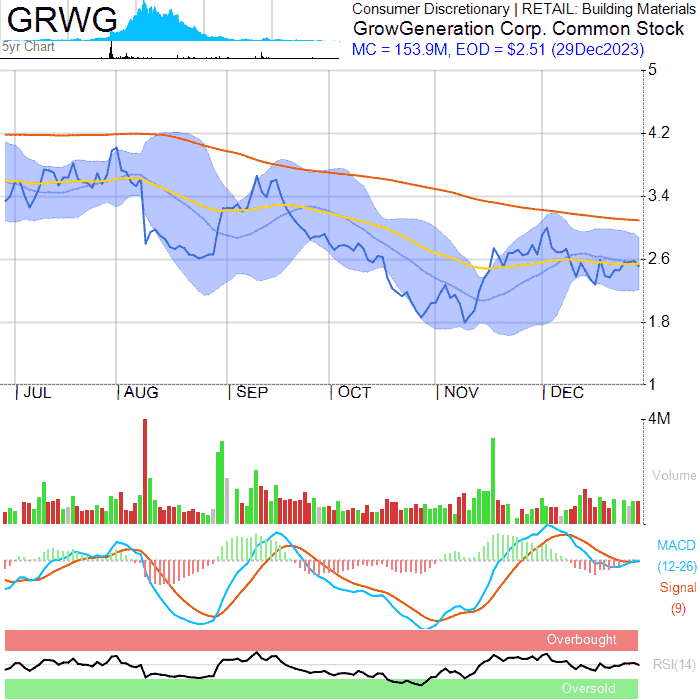 GRWG
5yr Chart
Consumer Discretionary | RETAIL: Building Materials
GrowGeneration Corp. Common Stock
MC = 153.9M, EOD = $2.51 (29Dec2023)
5
4.2
3.4
2.6
1.8
1
JUL AUG SEP OCT NOV DEC
4M
Volume
MACD
(12-26)
Signal
(9)
Overbought
RSI(14)
Oversold